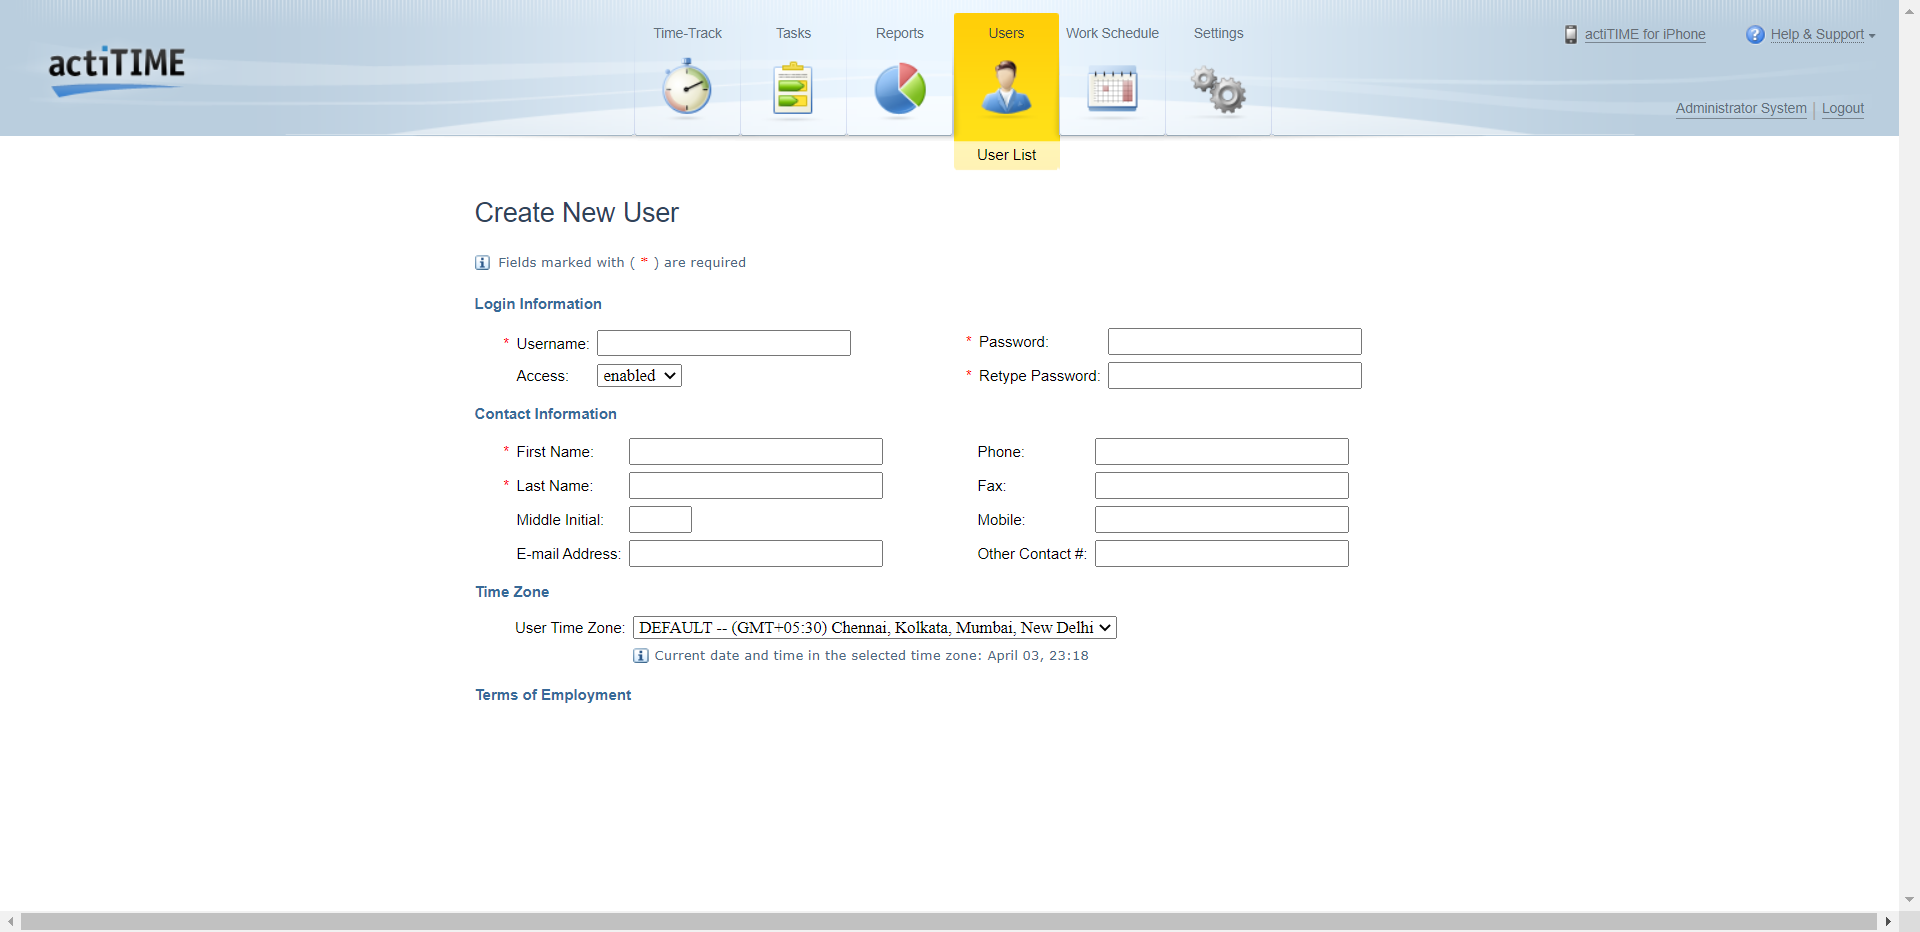 actiTIME
Time-Track
Tasks
Reports
Users
Work Schedule
Settings
actiTIME for iPhone
Help & Support
Administrator System | Logout
User List
Create New User
Fields marked with ( * ) are required
Login Information
* Username:
* Password:
Access: enabled
* Retype Password:
Contact Information
* First Name:
Phone:
* Last Name:
Fax:
Middle Initial:
Mobile:
E-mail Address:
Other Contact #:
Time Zone
User Time Zone: DEFAULT -- (GMT+05:30) Chennai, Kolkata, Mumbai, New Delhi
Current date and time in the selected time zone: April 03, 23:18
Terms of Employment